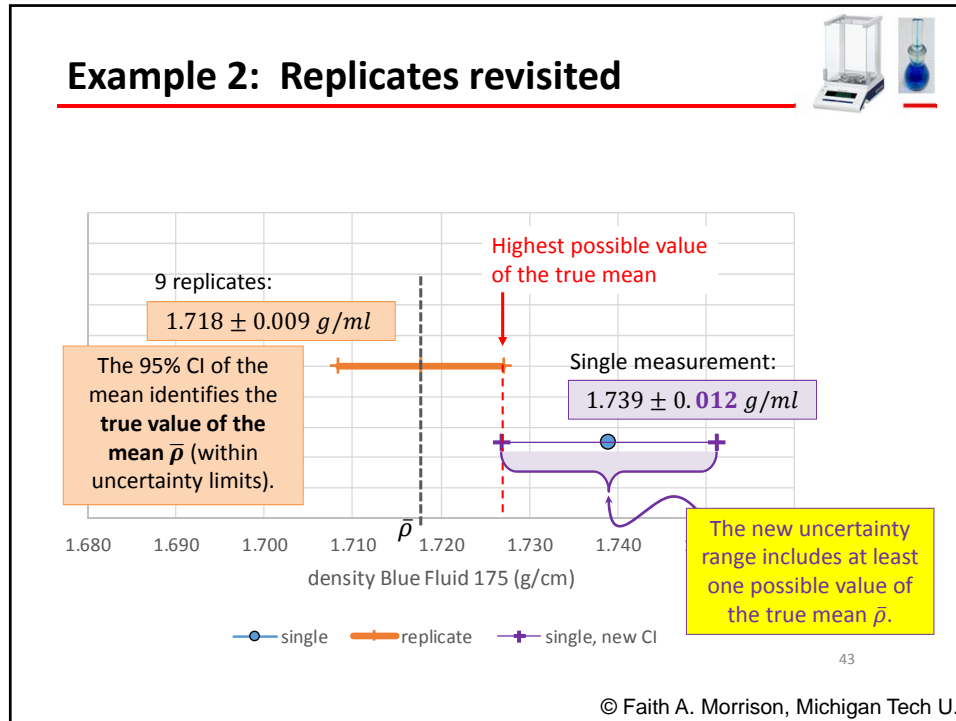 Example 2:  Replicates revisited
Highest possible value
of the true mean
9 replicates:
1.718 ± 0.009 g/ml
The 95% CI of the
mean identifies the
true value of the
mean ρ̅ (within
uncertainty limits).
Single measurement:
1.739 ± 0.012 g/ml
ρ̅
1.680 1.690 1.700 1.710 1.720 1.730 1.740
density Blue Fluid 175 (g/cm)
The new uncertainty
range includes at least
one possible value of
the true mean ρ̅.
single replicate single, new CI
43
© Faith A. Morrison, Michigan Tech U.